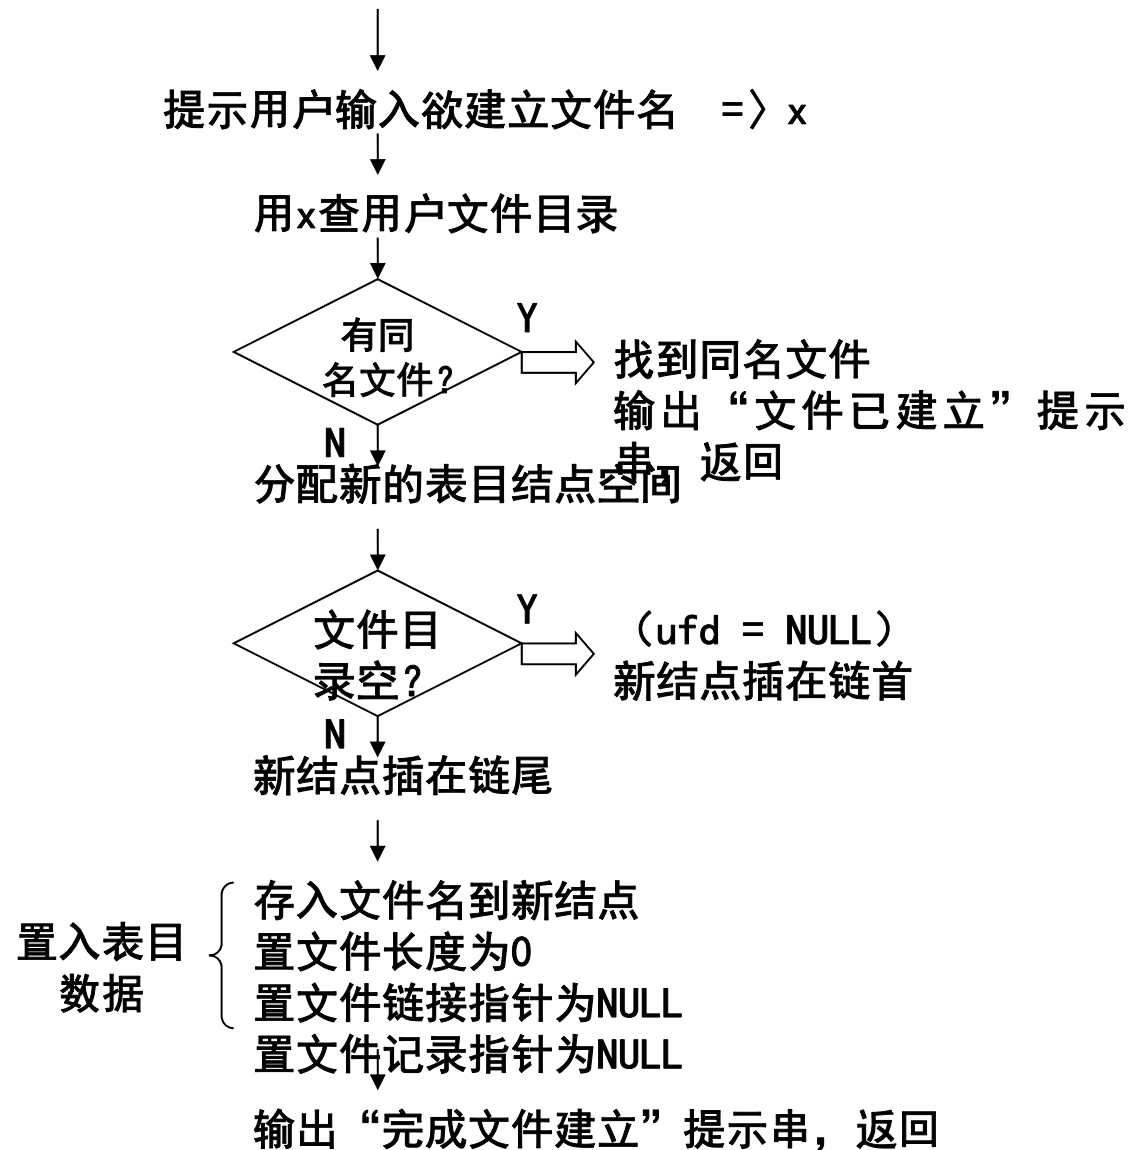 提示用户输入欲建立文件名 =〉x
用x查用户文件目录
有同
名文件?
Y
找到同名文件
输出“文件已建立”提示
串，返回
N
分配新的表目结点空间
文件目
录空?
Y
（ufd = NULL）
新结点插在链首
N
新结点插在链尾
置入表目
数据
存入文件名到新结点
置文件长度为0
置文件链接指针为NULL
置文件记录指针为NULL
输出“完成文件建立”提示串，返回